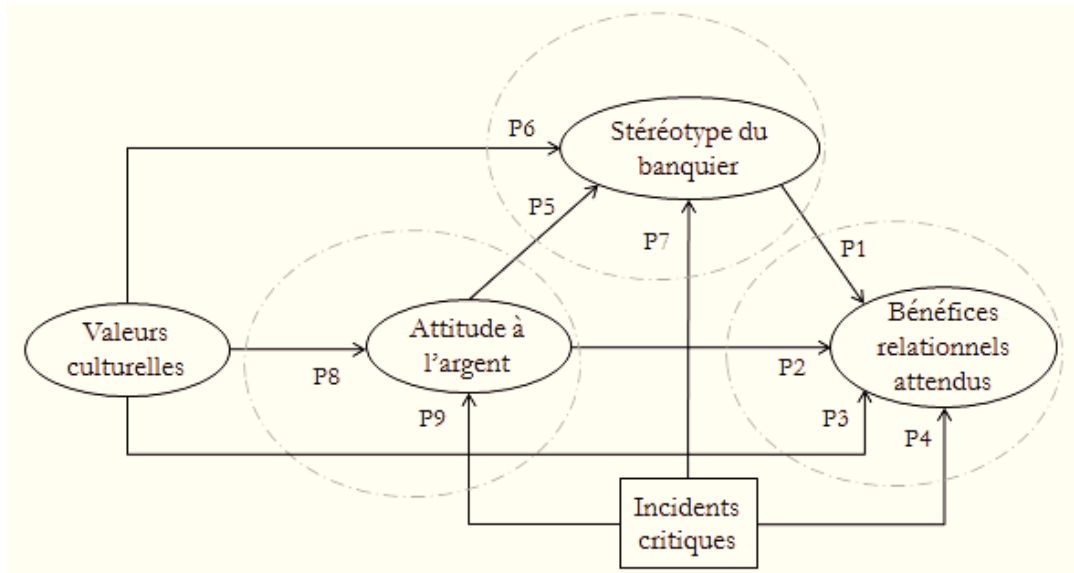 P6
Stéréotype du
banquier
P5
P7
P1
Valeurs
culturelles
P8
Attitude à
l'argent
P2
Bénéfices
relationnels
attendus
P9
P3
P4
Incidents
critiques